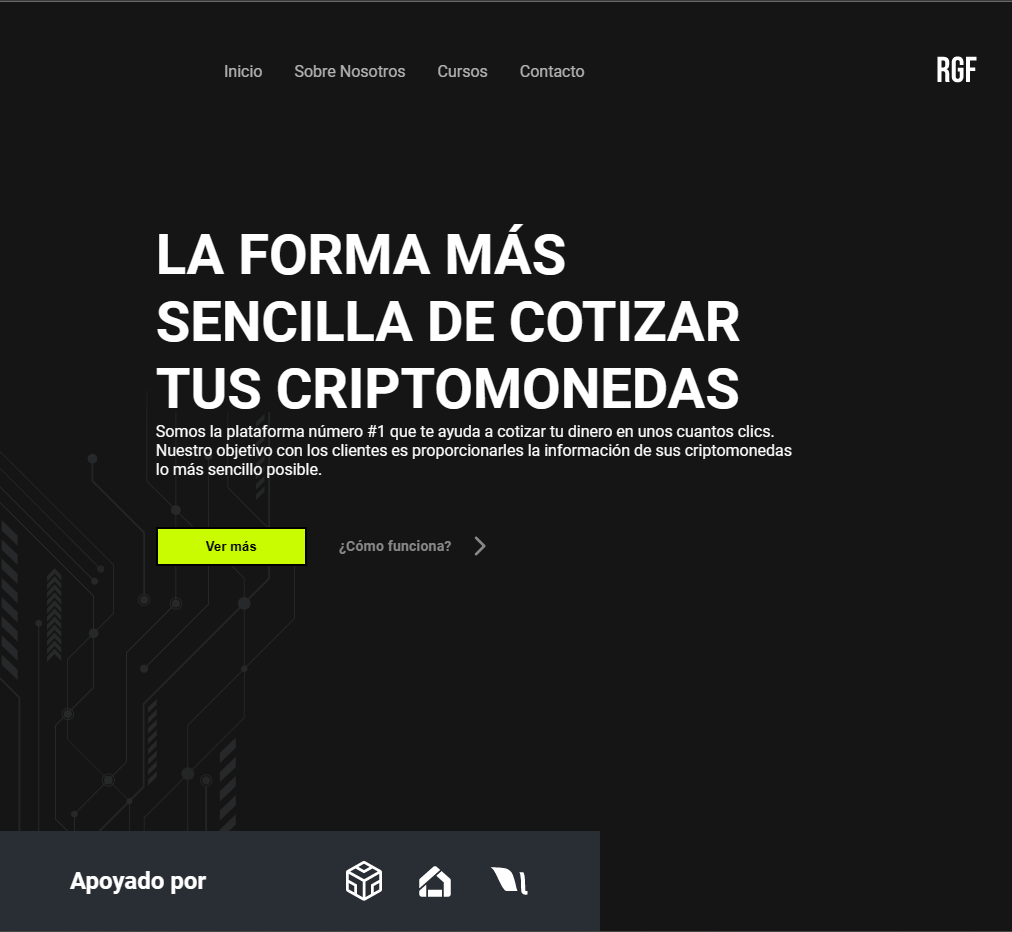 Inicio Sobre Nosotros Cursos Contacto RGF
LA FORMA MÁS
SENCILLA DE COTIZAR
TUS CRIPTOMONEDAS
Somos la plataforma número #1 que te ayuda a cotizar tu dinero en unos cuantos clics.
Nuestro objetivo con los clientes es proporcionarles la información de sus criptomonedas
lo más sencillo posible.
Ver más ¿Cómo funciona?
Apoyado por